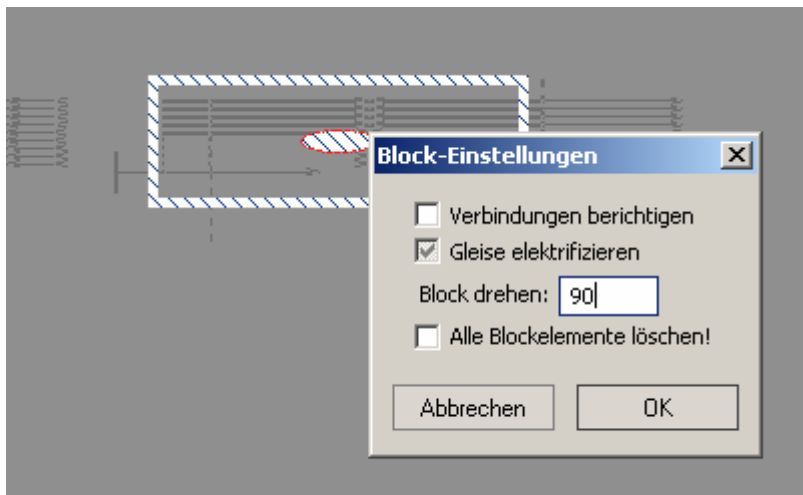 Block-Einstellungen
Verbindungen berichtigen
Gleise elektrifizieren
Block drehen: 90
Alle Blockelemente löschen!
Abbrechen OK